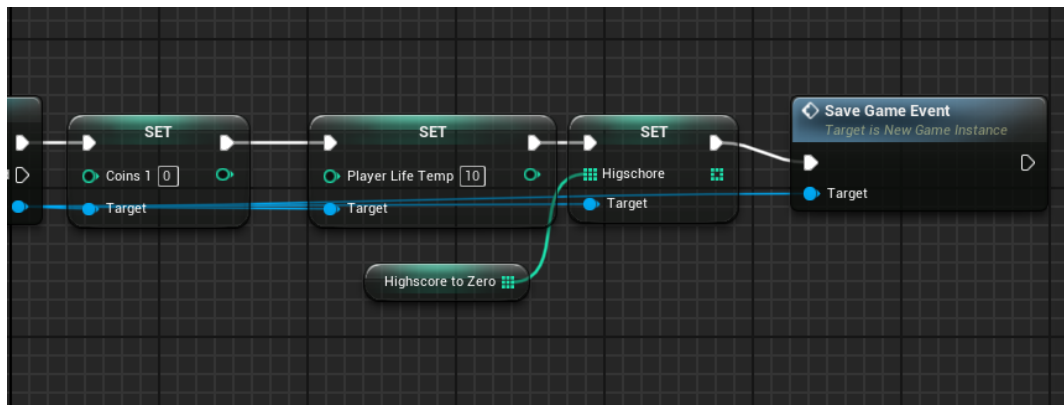 SET
Coins 1 0
Target
SET
Player Life Temp 10
Target
SET
Higschore
Target
Save Game Event
Target is New Game Instance
Target
Highscore to Zero